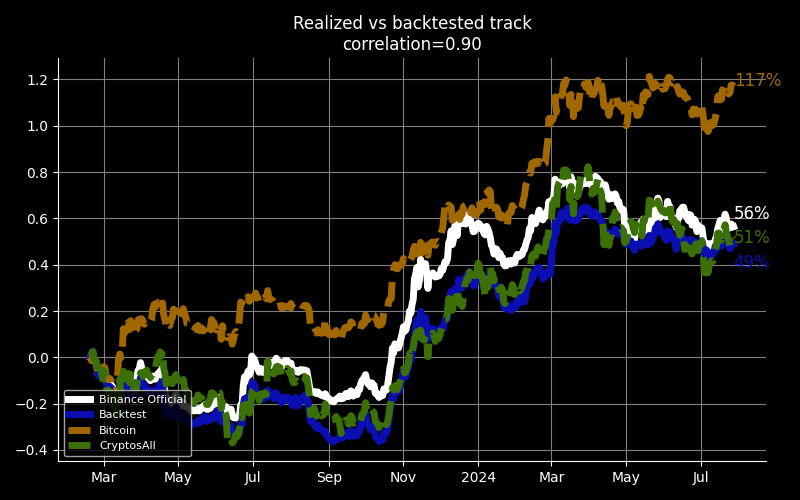 Realized vs backtested track
correlation=0.90
1.2
1.0
0.8
0.6
0.4
0.2
0.0
−0.2
−0.4
117%
56%
51%
49%
Binance Official
Backtest
Bitcoin
CryptosAll
Mar May Jul Sep Nov 2024 Mar May Jul